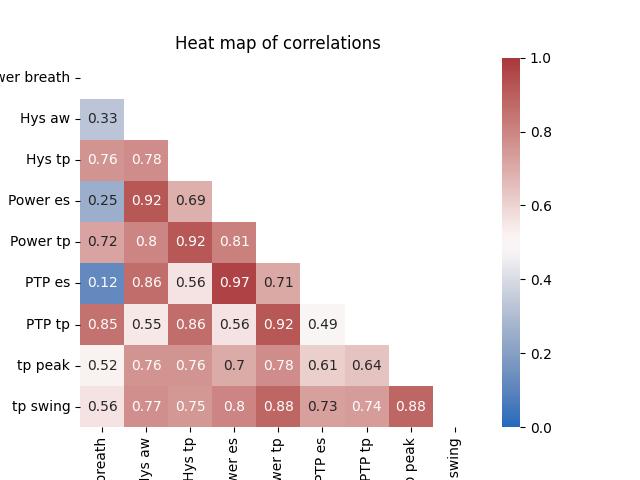 Heat map of correlations
wer breath
Hys aw 0.33
Hys tp 0.76 0.78
Power es 0.25 0.92 0.69
Power tp 0.72 0.8 0.92 0.81
PTP es 0.12 0.86 0.56 0.97 0.71
PTP tp 0.85 0.55 0.86 0.56 0.92 0.49
tp peak 0.52 0.76 0.76 0.7 0.78 0.61 0.64
tp swing 0.56 0.77 0.75 0.8 0.88 0.73 0.74 0.88
breath
Hys aw
Hys tp
wer es
wer tp
PTP es
PTP tp
p peak
swing
1.0
0.8
0.6
0.4
0.2
0.0